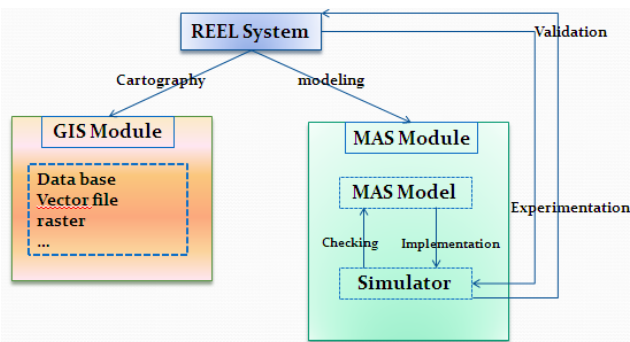 REEL System
Validation
Cartography
modeling
GIS Module
MAS Module
Data base
Vector file
raster
...
MAS Model
Experimentation
Checking
Implementation
Simulator